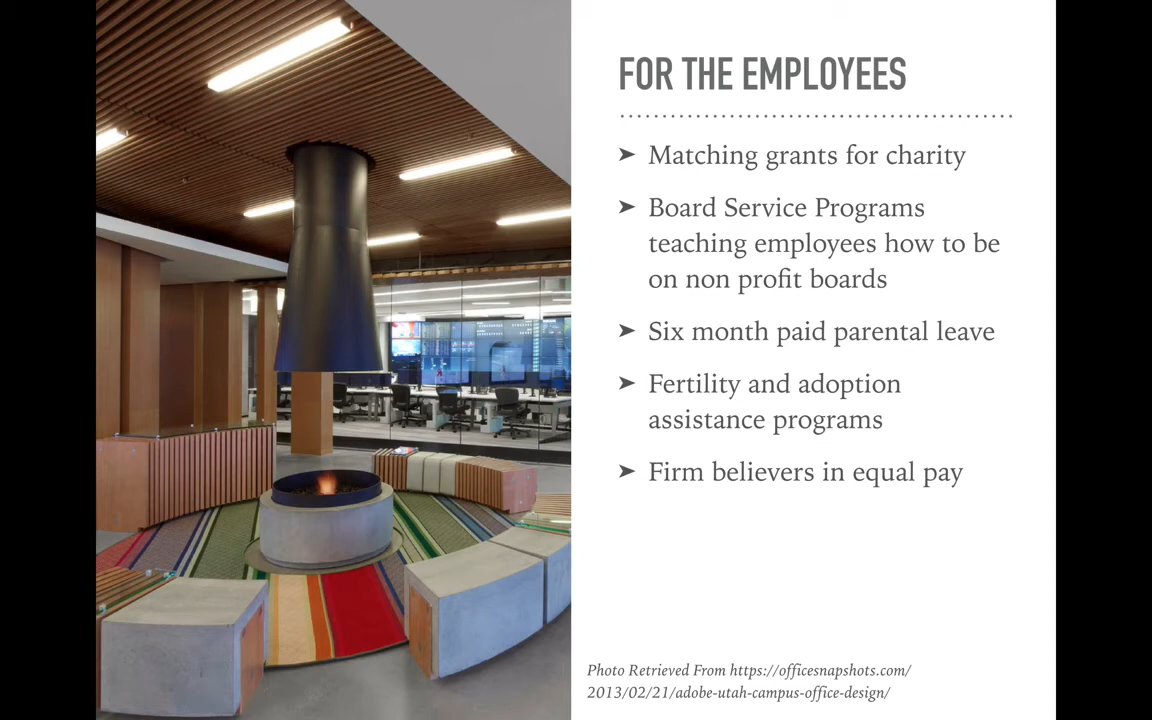 FOR THE EMPLOYEES
➤ Matching grants for charity
➤ Board Service Programs
teaching employees how to be
on non profit boards
➤ Six month paid parental leave
➤ Fertility and adoption
assistance programs
➤ Firm believers in equal pay
Photo Retrieved From https://officesnapshots.com/
2013/02/21/adobe-utah-campus-office-design/